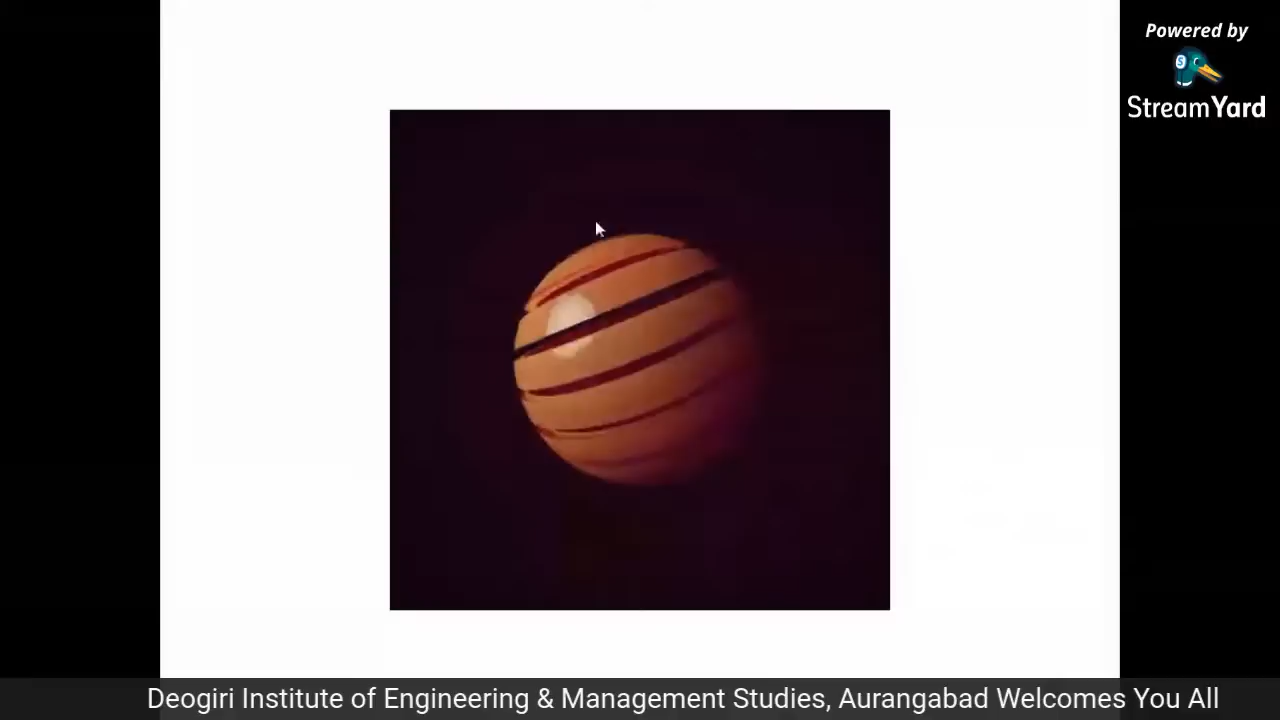 Powered by
StreamYard
Deogiri Institute of Engineering & Management Studies, Aurangabad Welcomes You All